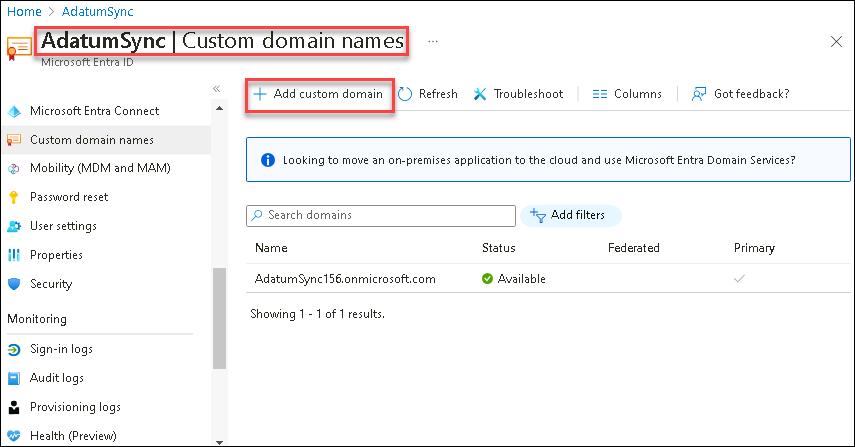 Home > AdatumSync >
AdatumSync | Custom domain names ...
Microsoft Entra ID
Microsoft Entra Connect
Custom domain names
Mobility (MDM and MAM)
Password reset
User settings
Properties
Security
Monitoring
Sign-in logs
Audit logs
Provisioning logs
Health (Preview)
Add custom domain Refresh Troubleshoot Columns Got feedback?
Looking to move an on-premises application to the cloud and use Microsoft Entra Domain Services?
Search domains Add filters
Name Status Federated Primary
AdatumSync156.onmicrosoft.com Available
Showing 1 - 1 of 1 results.